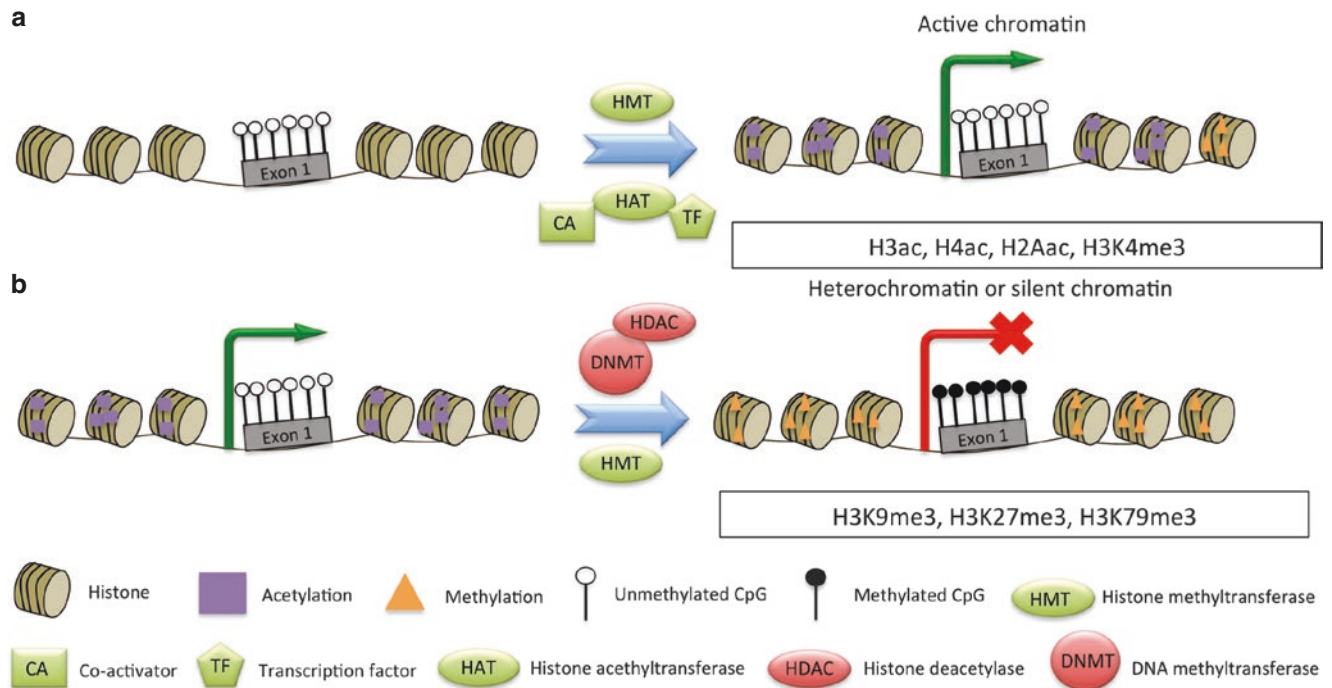 a
Active chromatin
HMT
Exon 1
Exon 1
HAT
CA
TF
H3ac, H4ac, H2Aac, H3K4me3
b
Heterochromatin or silent chromatin
HDAC
DNMT
Exon 1
Exon 1
HMT
H3K9me3, H3K27me3, H3K79me3
Histone
Acetylation
Methylation
Unmethylated CpG
Methylated CpG
HMT
Histone methyltransferase
CA
Co-activator
TF
Transcription factor
HAT
Histone acethyltransferase
HDAC
Histone deacetylase
DNMT
DNA methyltransferase